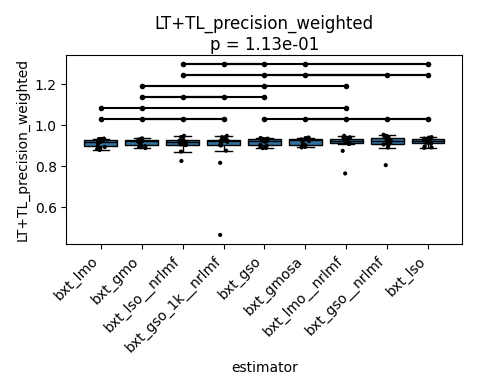 LT+TL_precision_weighted
p = 1.13e-01
LT+TL_precision_weighted
1.2
1.0
0.8
0.6
bxt_lmo
bxt_gmo
bxt_lso__nrlmf
bxt_gso_1k__nrlmf
bxt_gso
bxt_gmosa
bxt_lmo__nrlmf
bxt_gso__nrlmf
bxt_lso
estimator